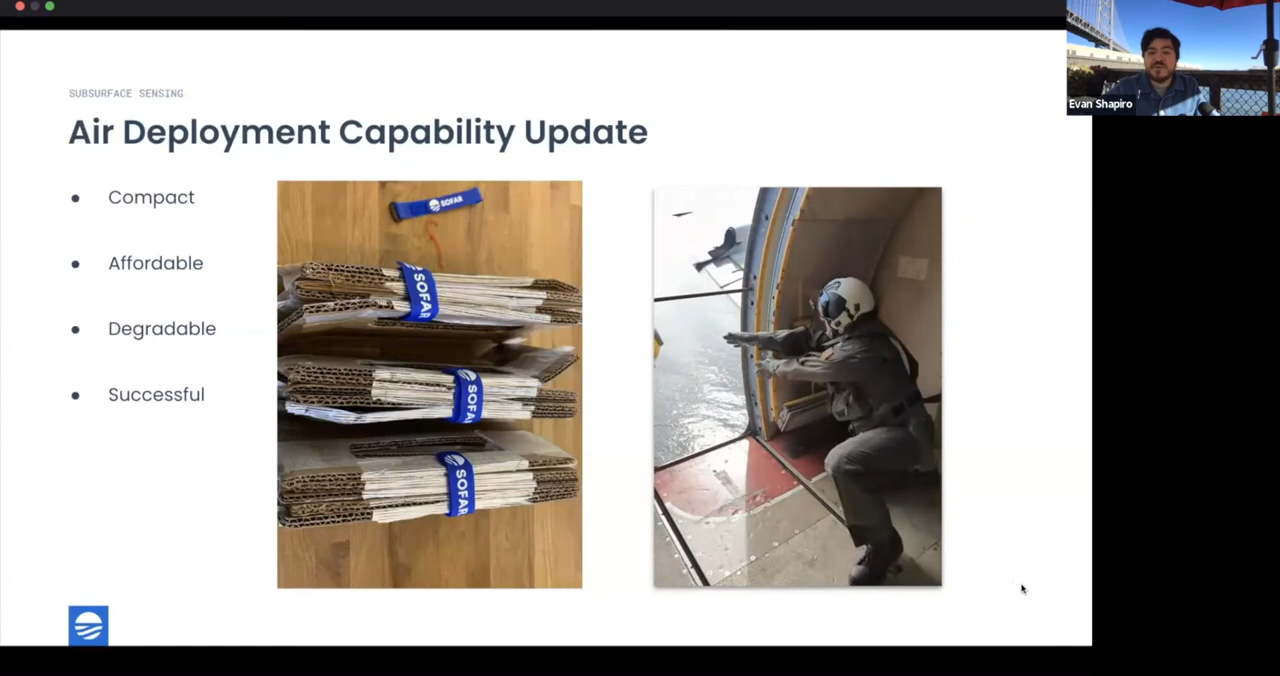 SUBSURFACE SENSING
Air Deployment Capability Update
Compact
Affordable
Degradable
Successful
SOFAR
SOFAR
SOFAR
SOFAR
Evan Shapiro